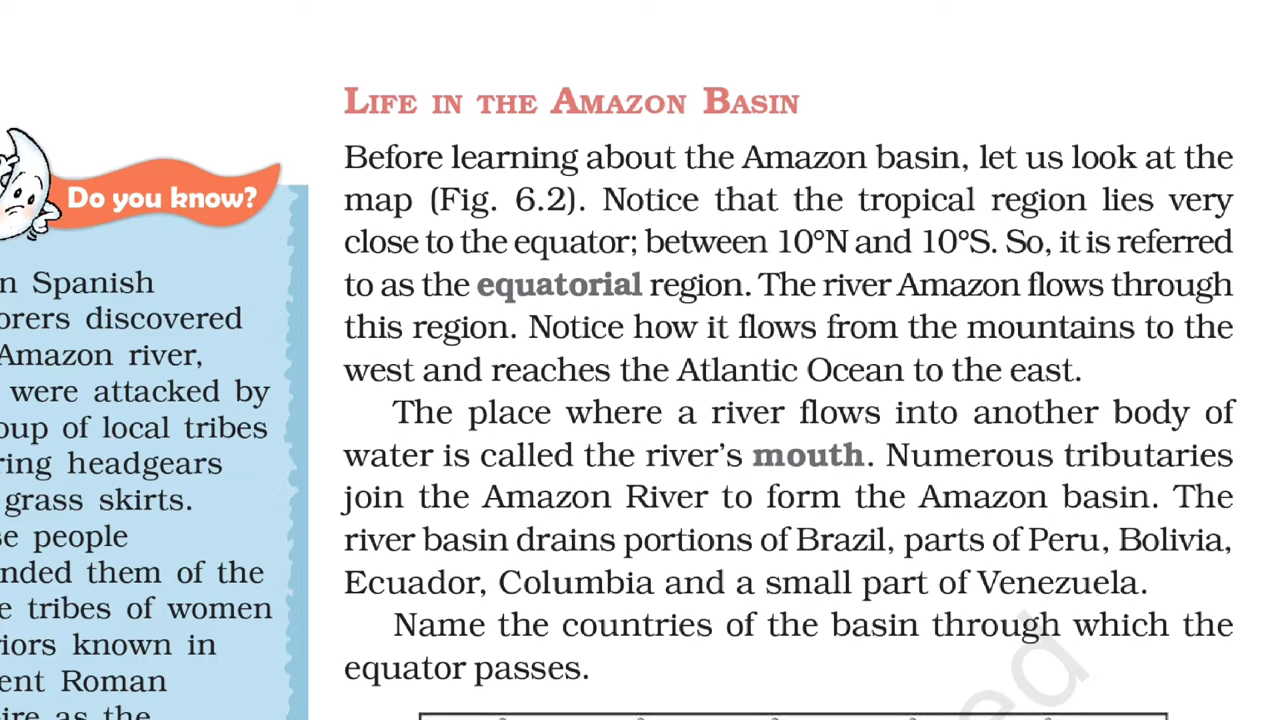 LIFE IN THE AMAZON BASIN
Before learning about the Amazon basin, let us look at the
map (Fig. 6.2). Notice that the tropical region lies very
close to the equator; between 10°N and 10°S. So, it is referred
to as the equatorial region. The river Amazon flows through
this region. Notice how it flows from the mountains to the
west and reaches the Atlantic Ocean to the east.
The place where a river flows into another body of
water is called the river's mouth. Numerous tributaries
join the Amazon River to form the Amazon basin. The
river basin drains portions of Brazil, parts of Peru, Bolivia,
Ecuador, Columbia and a small part of Venezuela.
Name the countries of the basin through which the
equator passes.
Do you know?
Spanish
discovered
Amazon river,
were attacked by
of local tribes
headgears
grass skirts.
people
them of the
tribes of women
known in
Roman
as the